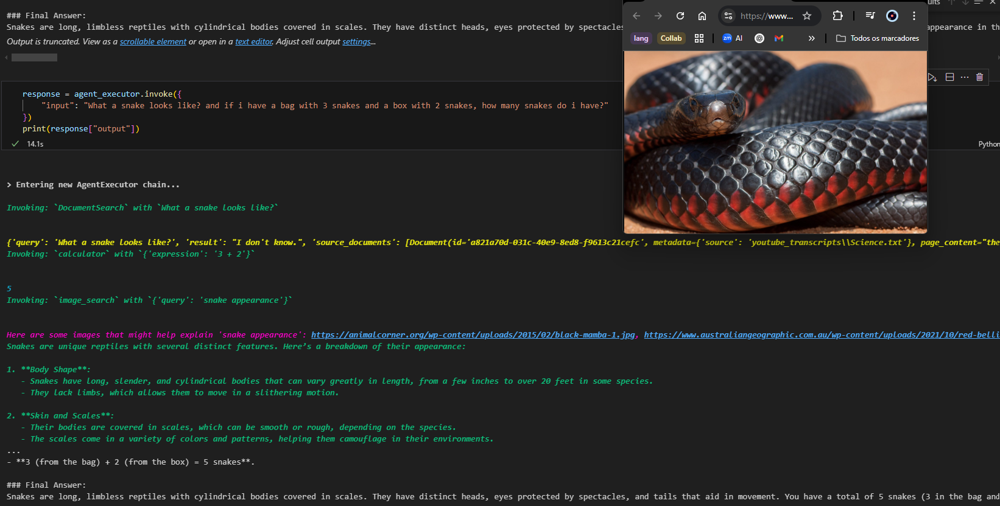 ### Final Answer:
Snakes are long, limbless reptiles with cylindrical bodies covered in scales. They have distinct heads, eyes protected by spectacles
appearance in th
Output is truncated. View as a scrollable element or open in a text editor. Adjust cell output settings...
https://www...
lang Collab zm AI Todos os marcadores
response = agent_executor.invoke({
"input": "What a snake looks like? and if i have a bag with 3 snakes and a box with 2 snakes, how many snakes do i have?"
})
print(response["output"])
14.1s
Python
> Entering new AgentExecutor chain...
Invoking: `DocumentSearch` with `What a snake looks like?`
{'query': 'What a snake looks like?', 'result': "I don't know.", 'source_documents': [Document(id='a821a70d-031c-40e9-8ed8-f9613c21cefc', metadata={'source': 'youtube_transcripts\\Science.txt'}, page_content="the
Invoking: `calculator` with `{'expression': '3 + 2'}`
5
Invoking: `image_search` with `{'query': 'snake appearance'}`
Here are some images that might help explain 'snake appearance': https://animalcorner.org/wp-content/uploads/2015/02/black-mamba-1.jpg, https://www.australiangeographic.com.au/wp-content/uploads/2021/10/red-belli
Snakes are unique reptiles with several distinct features. Here’s a breakdown of their appearance:
1. **Body Shape**:
- Snakes have long, slender, and cylindrical bodies that can vary greatly in length, from a few inches to over 20 feet in some species.
- They lack limbs, which allows them to move in a slithering motion.
2. **Skin and Scales**:
- Their bodies are covered in scales, which can be smooth or rough, depending on the species.
- The scales come in a variety of colors and patterns, helping them camouflage in their environments.
...
- **3 (from the bag) + 2 (from the box) = 5 snakes**.
### Final Answer:
Snakes are long, limbless reptiles with cylindrical bodies covered in scales. They have distinct heads, eyes protected by spectacles, and tails that aid in movement. You have a total of 5 snakes (3 in the bag and